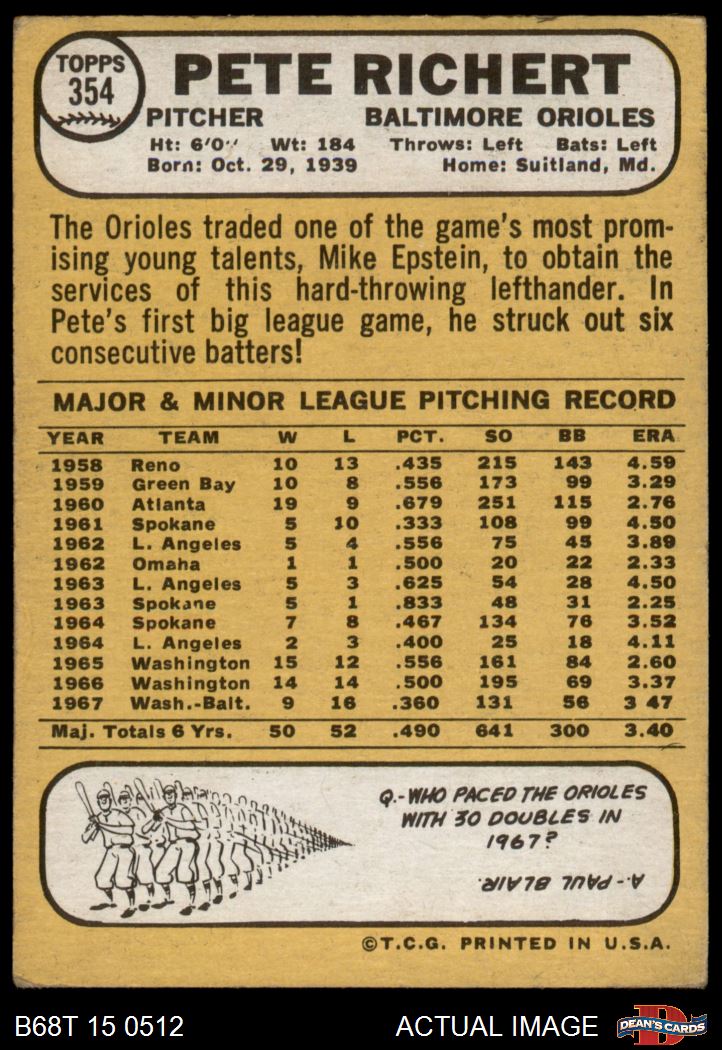 TOPPS
354
PETE RICHERT
PITCHER BALTIMORE ORIOLES
Ht: 6'0" Wt: 184 Throws: Left Bats: Left
Born: Oct. 29, 1939 Home: Suitland, Md.
The Orioles traded one of the game's most prom-
ising young talents, Mike Epstein, to obtain the
services of this hard-throwing lefthander. In
Pete's first big league game, he struck out six
consecutive batters!
MAJOR & MINOR LEAGUE PITCHING RECORD
YEAR TEAM W L PCT. SO BB ERA
1958 Reno 10 13 .435 215 143 4.59
1959 Green Bay 10 8 .556 173 99 3.29
1960 Atlanta 19 9 .679 251 115 2.76
1961 Spokane 5 10 .333 108 99 4.50
1962 L. Angeles 5 4 .556 75 45 3.89
1962 Omaha 1 1 .500 20 22 2.33
1963 L. Angeles 5 3 .625 54 28 4.50
1963 Spokane 5 1 .833 48 31 2.25
1964 Spokane 7 8 .467 134 76 3.52
1964 L. Angeles 2 3 .400 25 18 4.11
1965 Washington 15 12 .556 161 84 2.60
1966 Washington 14 14 .500 195 69 3.37
1967 Wash.-Balt. 9 16 .360 131 56 3 47
Maj. Totals 6 Yrs. 50 52 .490 641 300 3.40
Q.-WHO PACED THE ORIOLES
WITH 30 DOUBLES IN
1967?
A.-PAUL BLAIR.
©T.C.G. PRINTED IN U.S.A.
B68T 15 0512 ACTUAL IMAGE DEAN'S CARDS